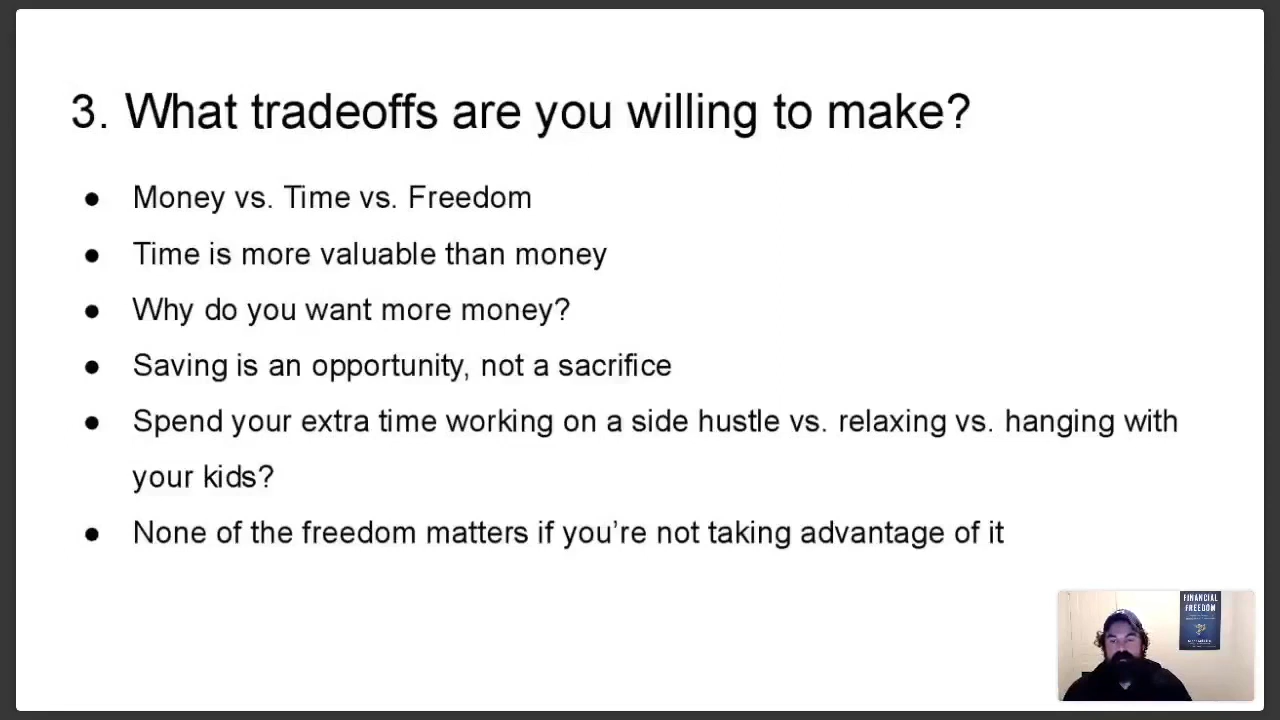 3. What tradeoffs are you willing to make?
● Money vs. Time vs. Freedom
● Time is more valuable than money
● Why do you want more money?
● Saving is an opportunity, not a sacrifice
● Spend your extra time working on a side hustle vs. relaxing vs. hanging with
your kids?
● None of the freedom matters if you’re not taking advantage of it
FINANCIAL
FREEDOM